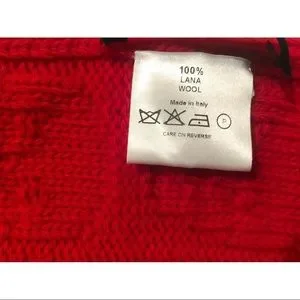 100%
LANA
WOOL
Made in Italy
P
CARE ON REVERSE